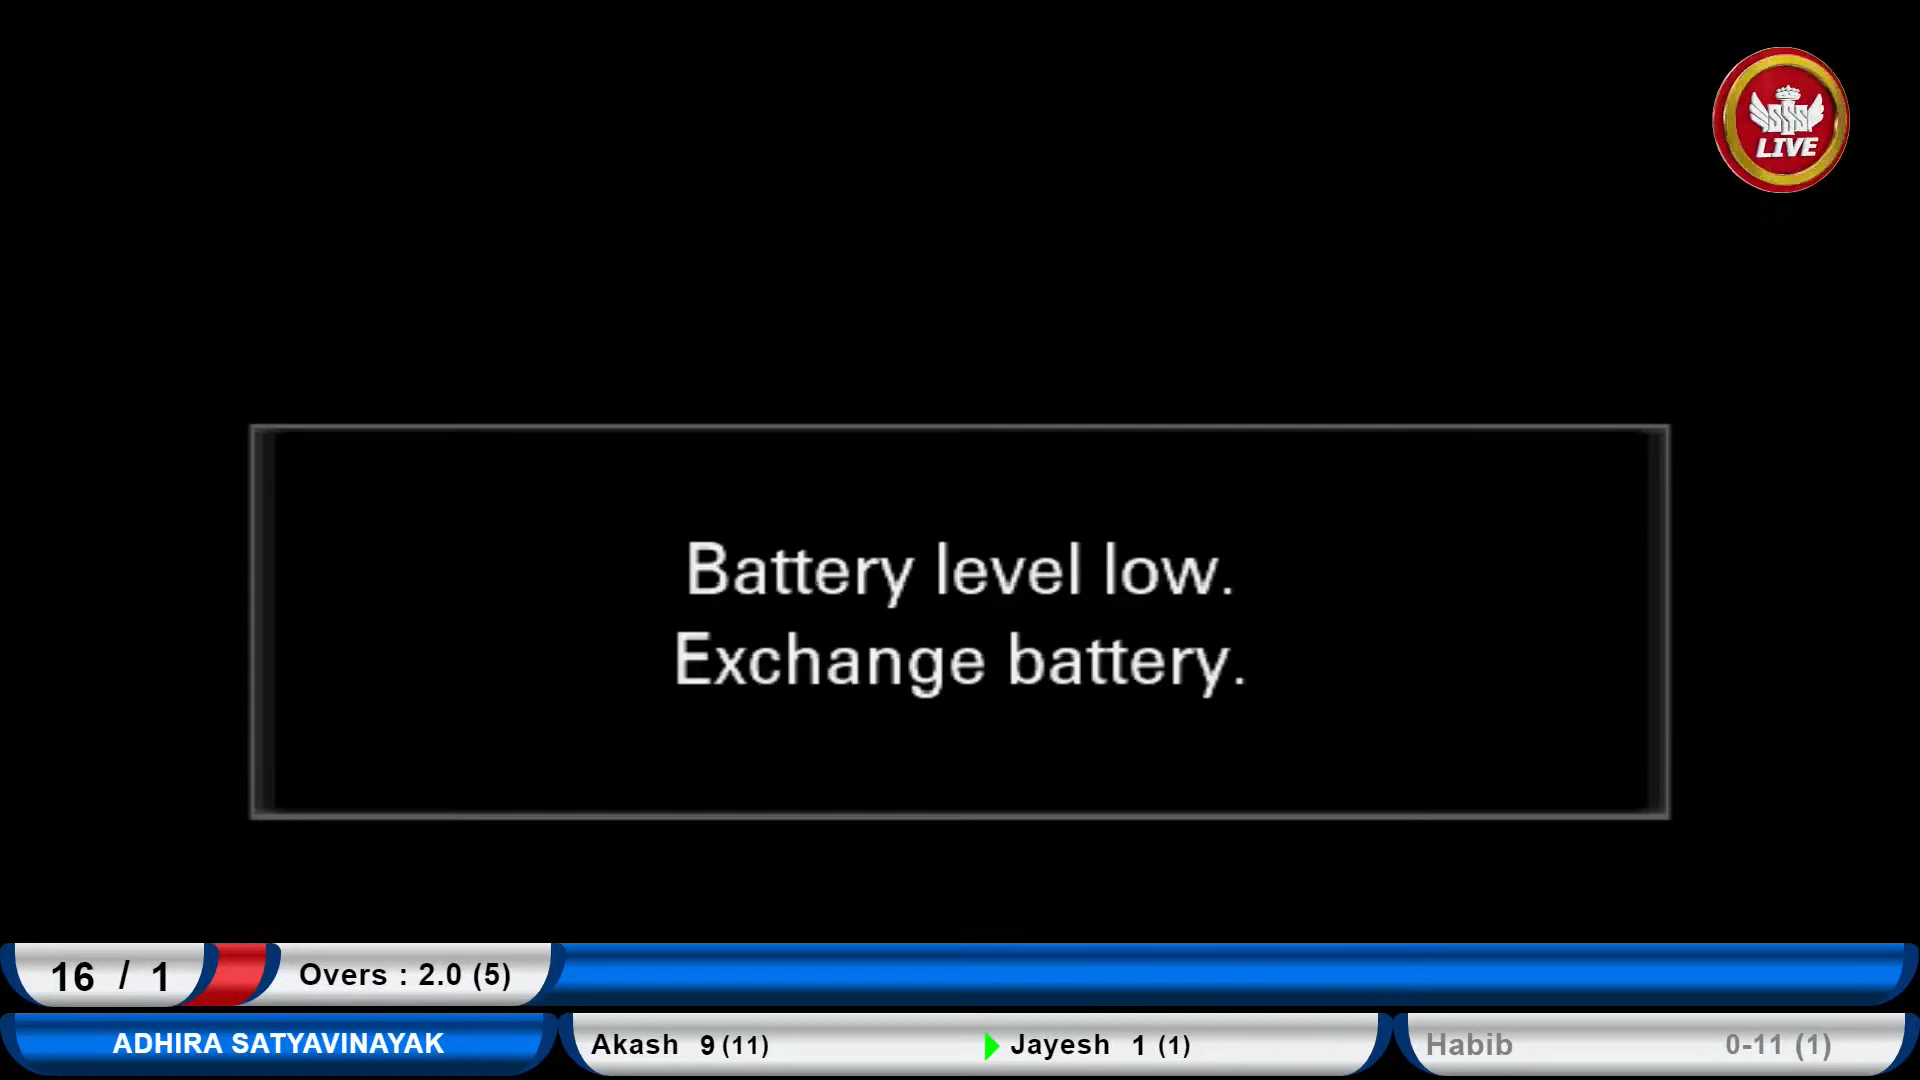 SSS
LIVE
Battery level low.
Exchange battery.
16 / 1
Overs : 2.0 (5)
ADHIRA SATYAVINAYAK
Akash 9 (11)
Jayesh 1 (1)
Habib 0-11 (1)